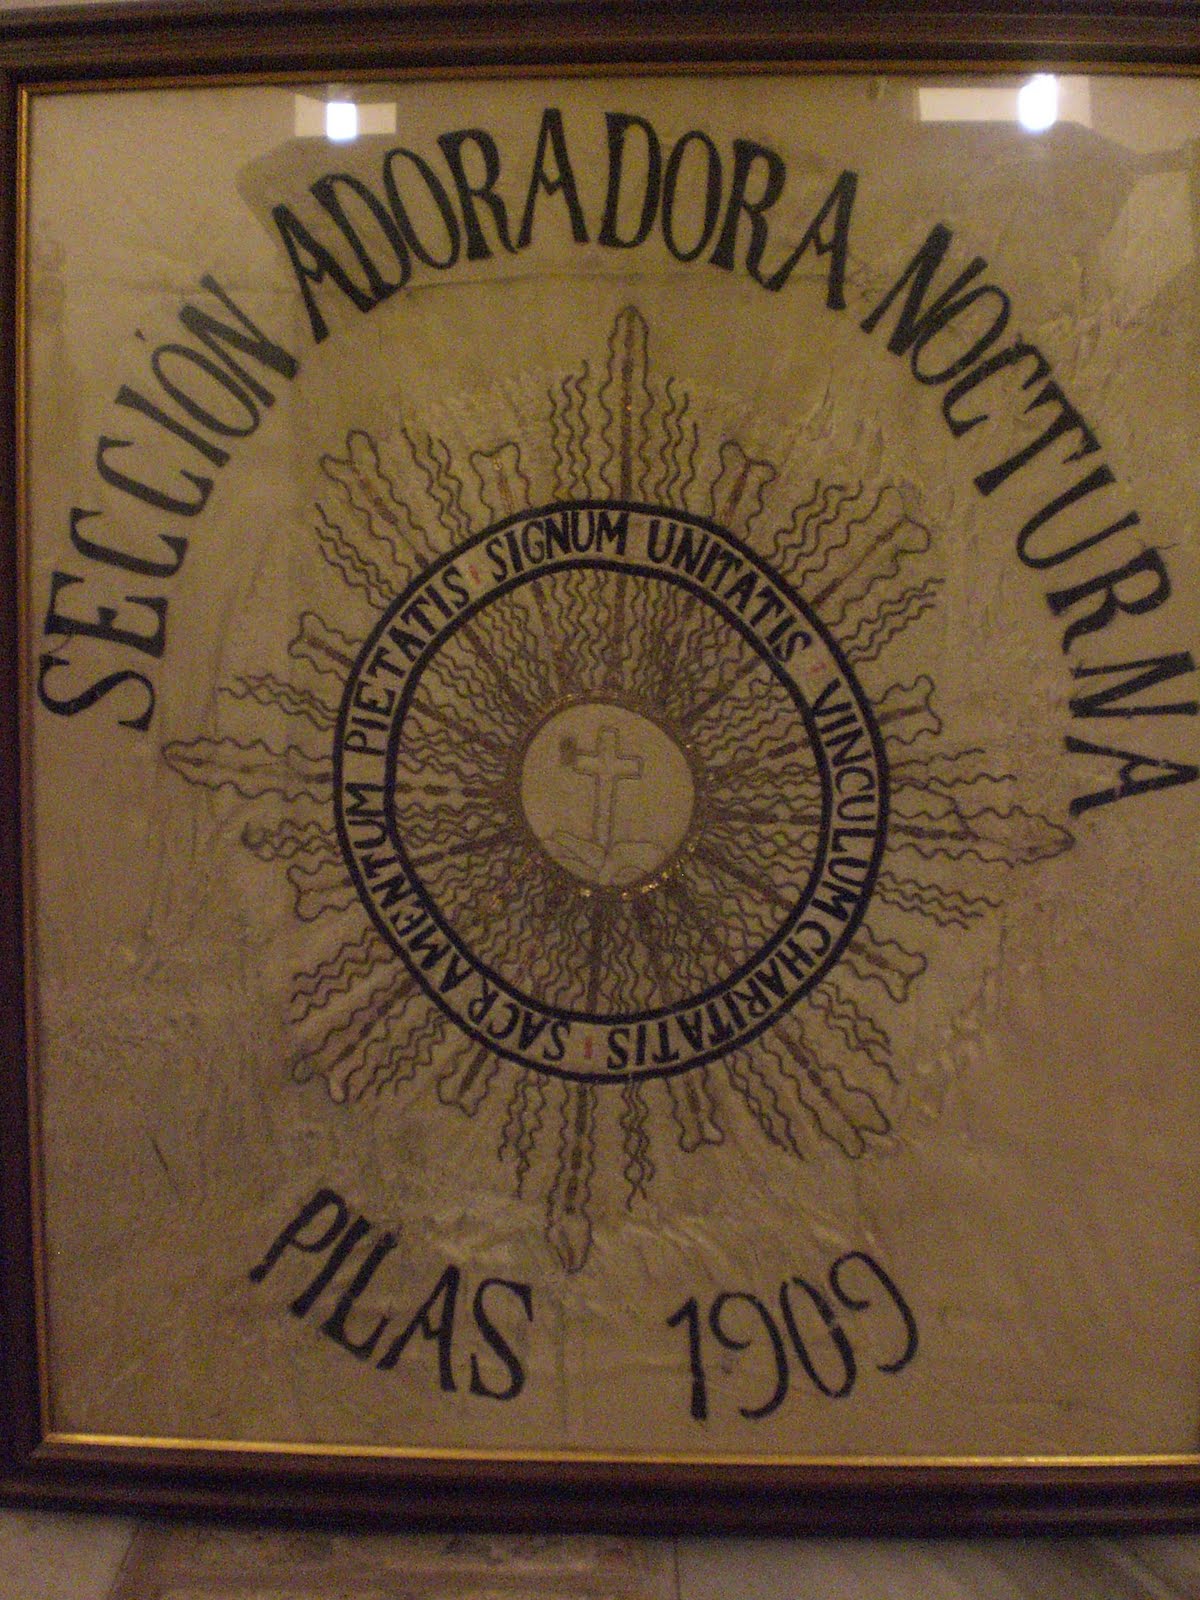 SECCIÓN ADORADORA NOCTURNA
SACRAMENTUM PIETATIS SIGNUM UNITATIS VINCULUM CHARITATIS
PILAS 1909